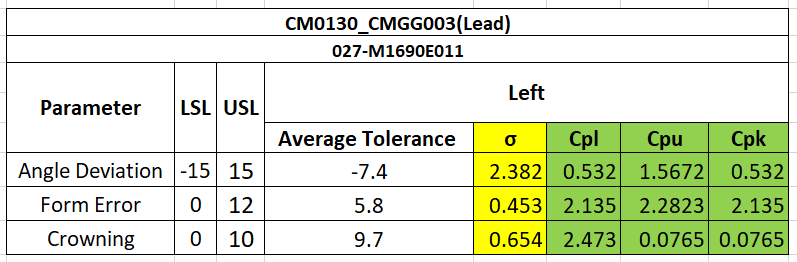 CM0130_CMGG003(Lead)
027-M1690E011
Parameter LSL USL Left
Average Tolerance σ Cpl Cpu Cpk
Angle Deviation -15 15 -7.4 2.382 0.532 1.5672 0.532
Form Error 0 12 5.8 0.453 2.135 2.2823 2.135
Crowning 0 10 9.7 0.654 2.473 0.0765 0.0765